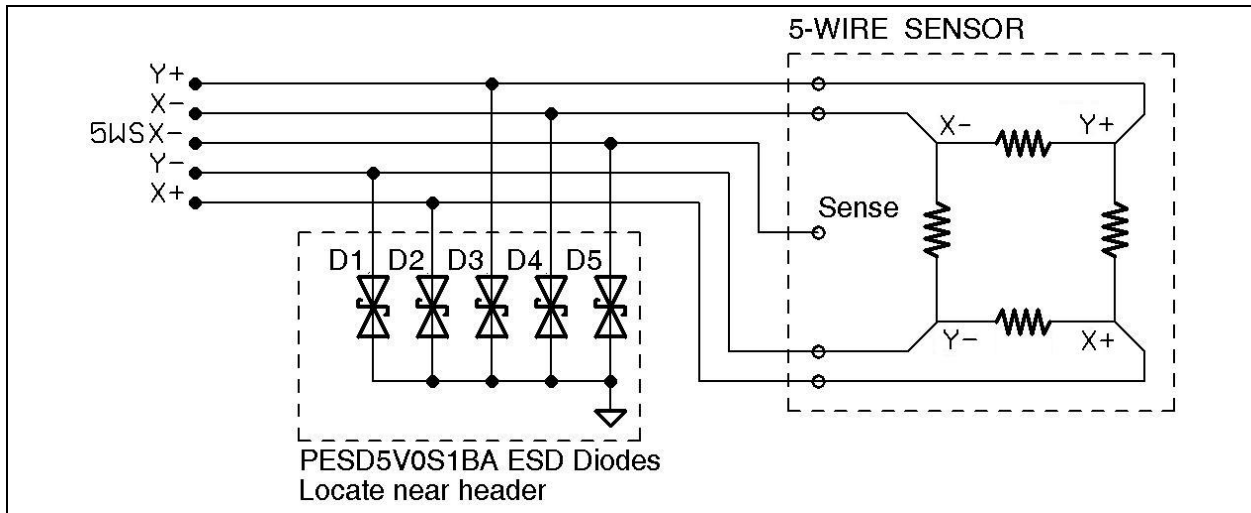 5-WIRE SENSOR
Y+
X-
5WSX-
Y-
X+
X-
Y+
Sense
D1 D2 D3 D4 D5
Y-
X+
PESD5V0S1BA ESD Diodes
Locate near header